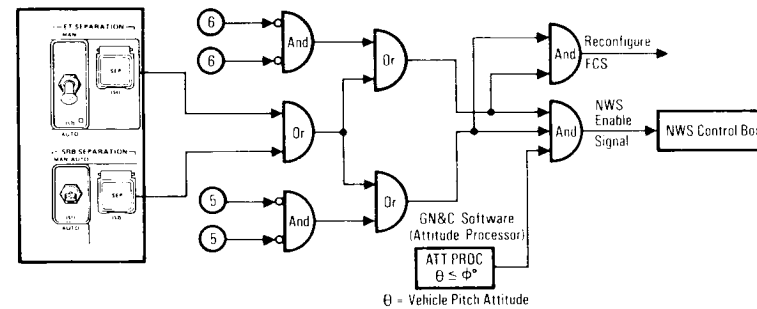 ET SEPARATION
MAN
SEP
AUTO
SRB SEPARATION
MAN AUTO
SEP
AUTO
6
6
And
Or
5
5
And
Or
Or
And
Reconfigure
FCS
And
NWS
Enable
Signal
NWS Control Box
GN&C Software
(Attitude Processor)
ATT PROC
θ ≤ ϕ°
θ = Vehicle Pitch Attitude